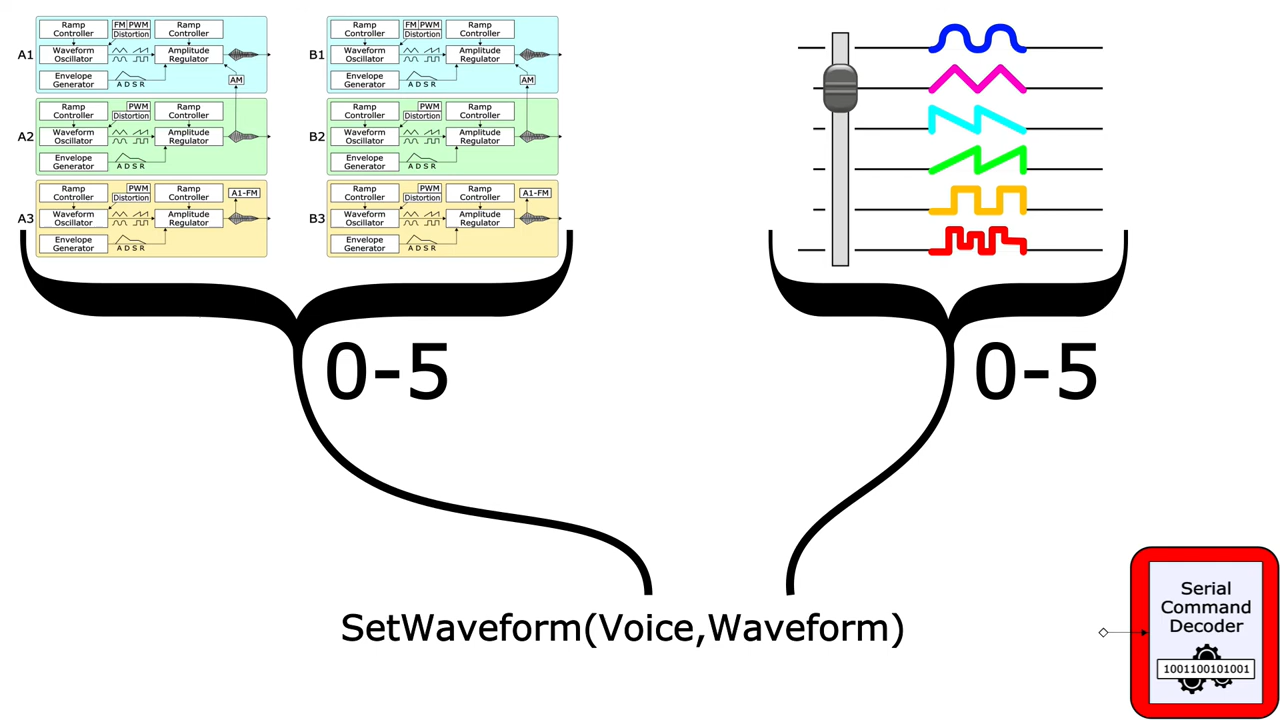 A1
Ramp
Controller
FM PWM
Distortion
Ramp
Controller
Waveform
Oscillator
Amplitude
Regulator
Envelope
Generator
A D S R
AM
A2
Ramp
Controller
PWM
Distortion
Ramp
Controller
Waveform
Oscillator
Amplitude
Regulator
Envelope
Generator
A D S R
A3
Ramp
Controller
PWM
Distortion
Ramp
Controller
A1-FM
Waveform
Oscillator
Amplitude
Regulator
Envelope
Generator
A D S R
B1
Ramp
Controller
FM PWM
Distortion
Ramp
Controller
Waveform
Oscillator
Amplitude
Regulator
Envelope
Generator
A D S R
AM
B2
Ramp
Controller
PWM
Distortion
Ramp
Controller
Waveform
Oscillator
Amplitude
Regulator
Envelope
Generator
A D S R
B3
Ramp
Controller
PWM
Distortion
Ramp
Controller
A1-FM
Waveform
Oscillator
Amplitude
Regulator
Envelope
Generator
A D S R
0-5
0-5
SetWaveform(Voice,Waveform)
Serial
Command
Decoder
1001100101001